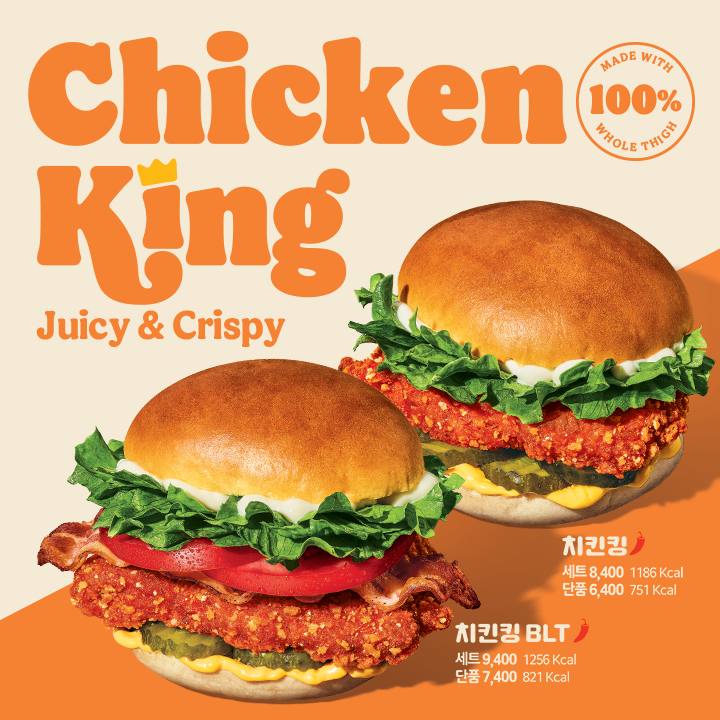 Chicken
King
Juicy & Crispy
MADE WITH
100%
WHOLE THIGH
치킨킹
세트 8,400 1186 Kcal
단품 6,400 751 Kcal
치킨킹 BLT
세트 9,400 1256 Kcal
단품 7,400 821 Kcal